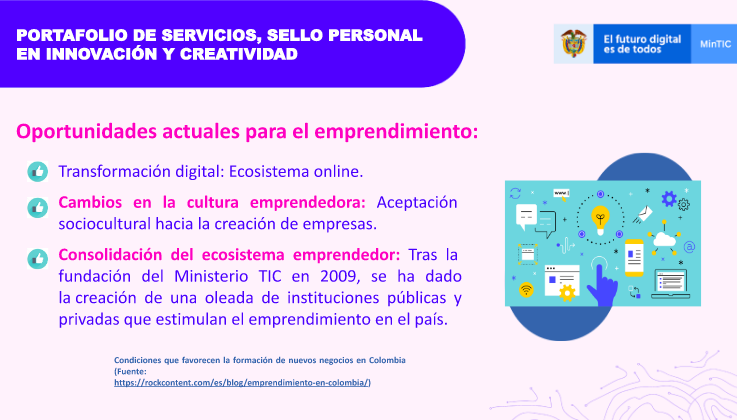 PORTAFOLIO DE SERVICIOS, SELLO PERSONAL
EN INNOVACIÓN Y CREATIVIDAD
El futuro digital
es de todos
MinTIC
Oportunidades actuales para el emprendimiento:
Transformación digital: Ecosistema online.
Cambios en la cultura emprendedora: Aceptación
sociocultural hacia la creación de empresas.
Consolidación del ecosistema emprendedor: Tras la
fundación del Ministerio TIC en 2009, se ha dado
la creación de una oleada de instituciones públicas y
privadas que estimulan el emprendimiento en el país.
www
Condiciones que favorecen la formación de nuevos negocios en Colombia
(Fuente:
https://rockcontent.com/es/blog/emprendimiento-en-colombia/)